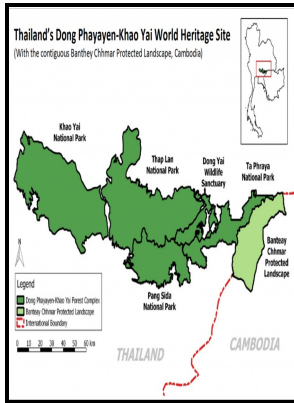 Thailand's Dong Phayayen-Khao Yai World Heritage Site
(With the contiguous Banthey Chhmar Protected Landscape, Cambodia)
Khao Yai
National Park
Thap Lan
National Park
Dong Yai
Wildlife
Sanctuary
Ta Phraya
National Park
Banteay
Chhmar
Protected
Landscape
Pang Sida
National Park
N
Legend
Dong Phayayen-Khao Yai Forest Complex
Banteay Chhmar Protected Landscape
International Boundary
0 10 20 30 40 50 60 km
THAILAND
CAMBODIA